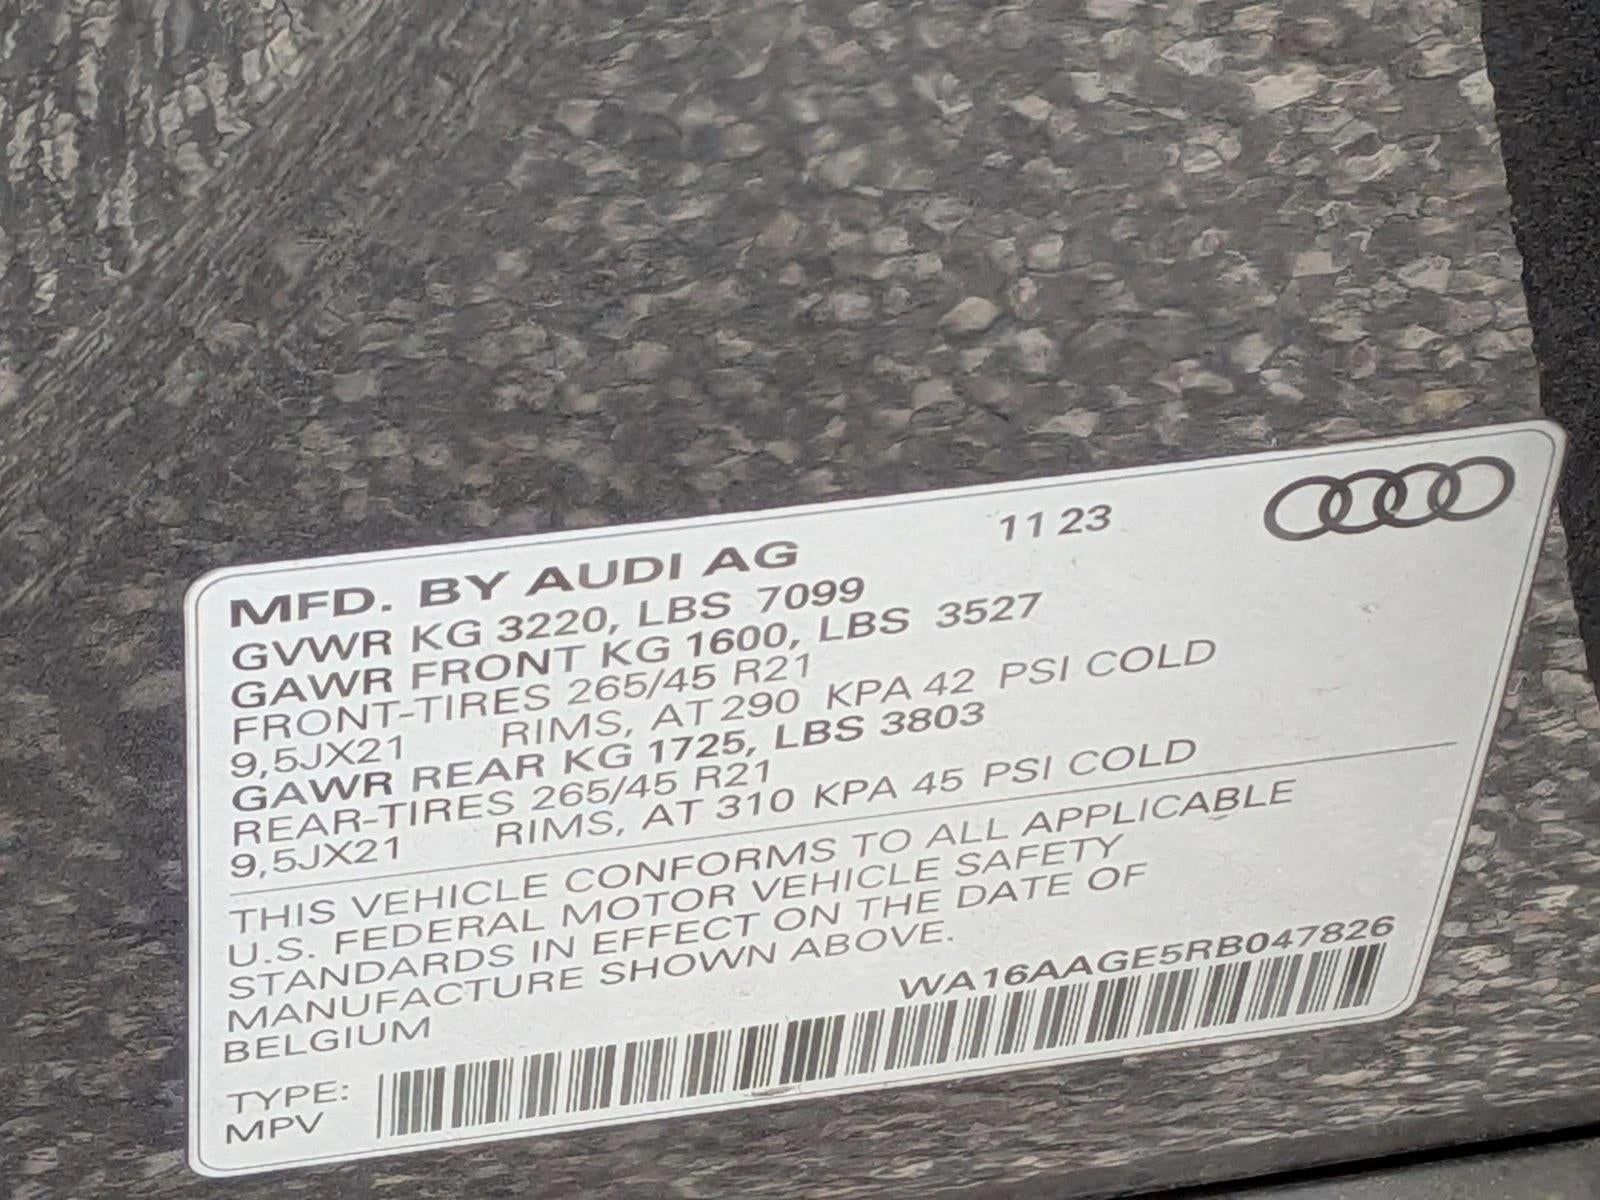 11 23
MFD. BY AUDI AG
GVWR KG 3220, LBS 7099
GAWR FRONT KG 1600, LBS 3527
FRONT-TIRES 265/45 R21
9,5JX21 RIMS, AT 290 KPA 42 PSI COLD
GAWR REAR KG 1725, LBS 3803
REAR-TIRES 265/45 R21
9,5JX21 RIMS, AT 310 KPA 45 PSI COLD
THIS VEHICLE CONFORMS TO ALL APPLICABLE
U.S. FEDERAL MOTOR VEHICLE SAFETY
STANDARDS IN EFFECT ON THE DATE OF
MANUFACTURE SHOWN ABOVE.
BELGIUM
WA16AAGE5RB047826
TYPE:
MPV